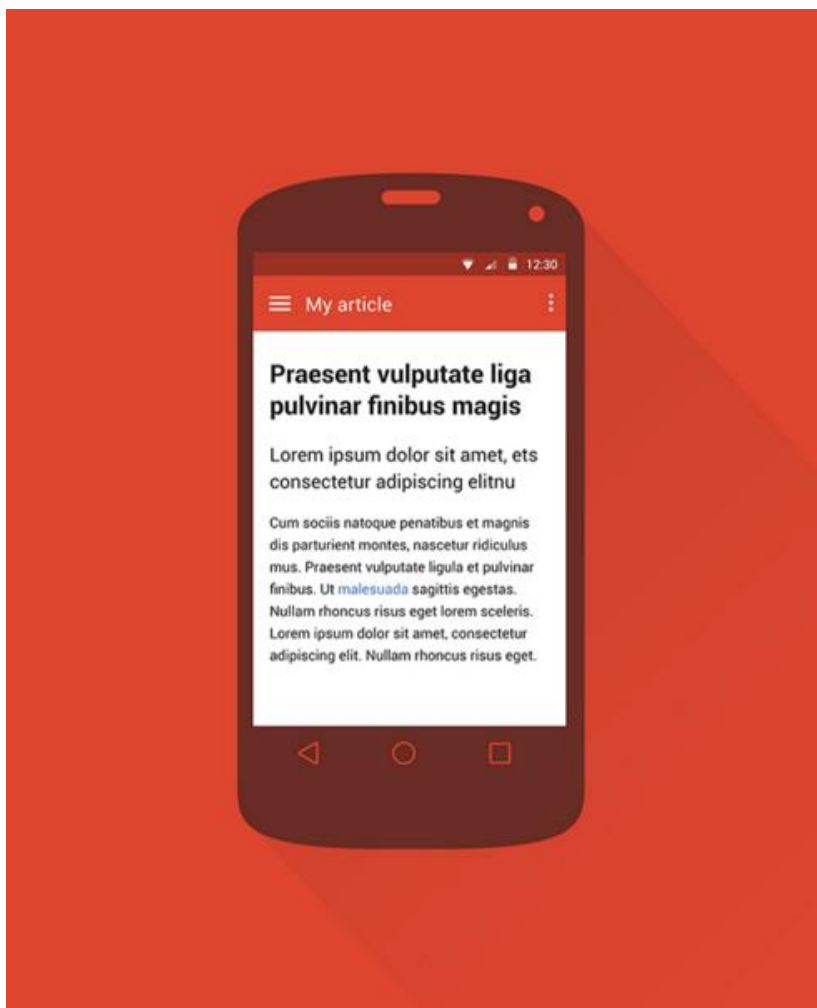 12:30
My article
Praesent vulputate liga
pulvinar finibus magis
Lorem ipsum dolor sit amet, ets
consectetur adipiscing elitnu
Cum sociis natoque penatibus et magnis
dis parturient montes, nascetur ridiculus
mus. Praesent vulputate ligula et pulvinar
finibus. Ut malesuada sagittis egestas.
Nullam rhoncus risus eget lorem sceleris.
Lorem ipsum dolor sit amet, consectetur
adipiscing elit. Nullam rhoncus risus eget.